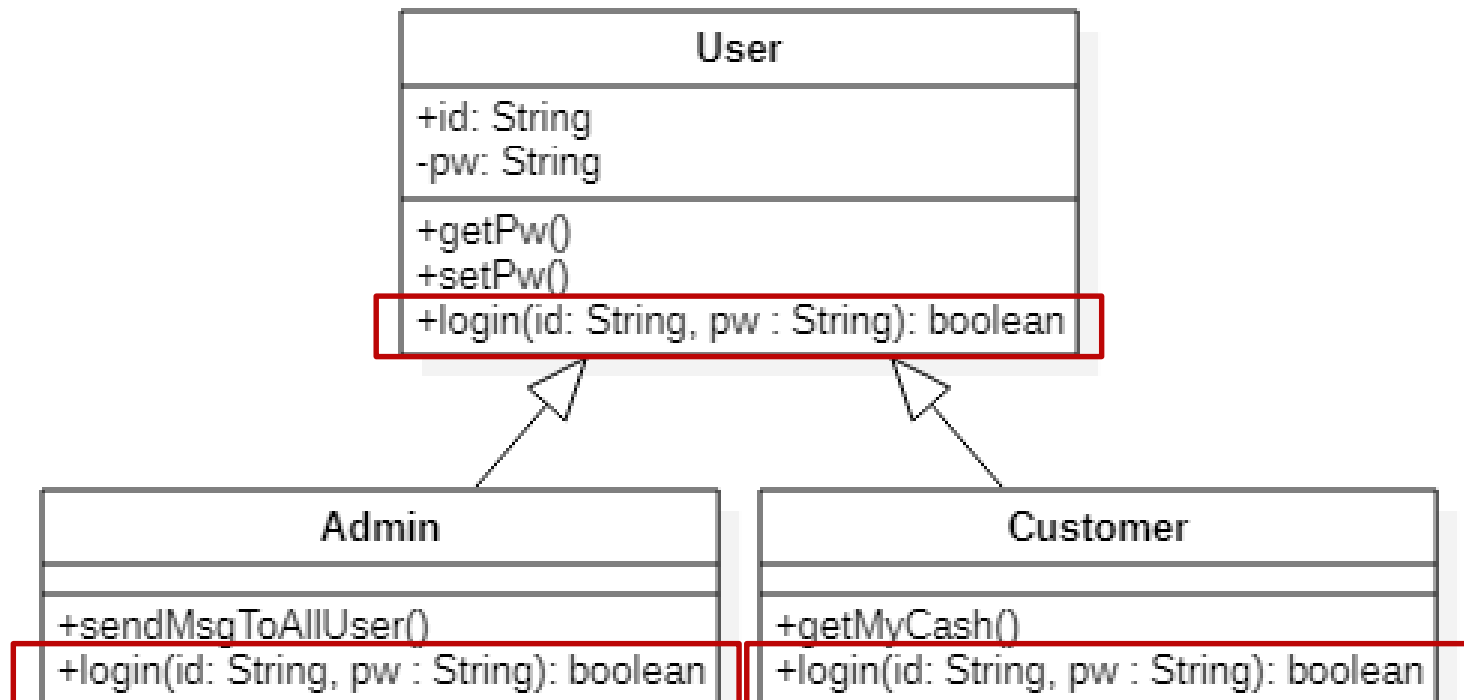 User
+id: String
-pw: String
+getPw()
+setPw()
+login(id: String, pw : String): boolean
Admin
+sendMsgToAllUser()
+login(id: String, pw : String): boolean
Customer
+getMyCash()
+login(id: String, pw : String): boolean